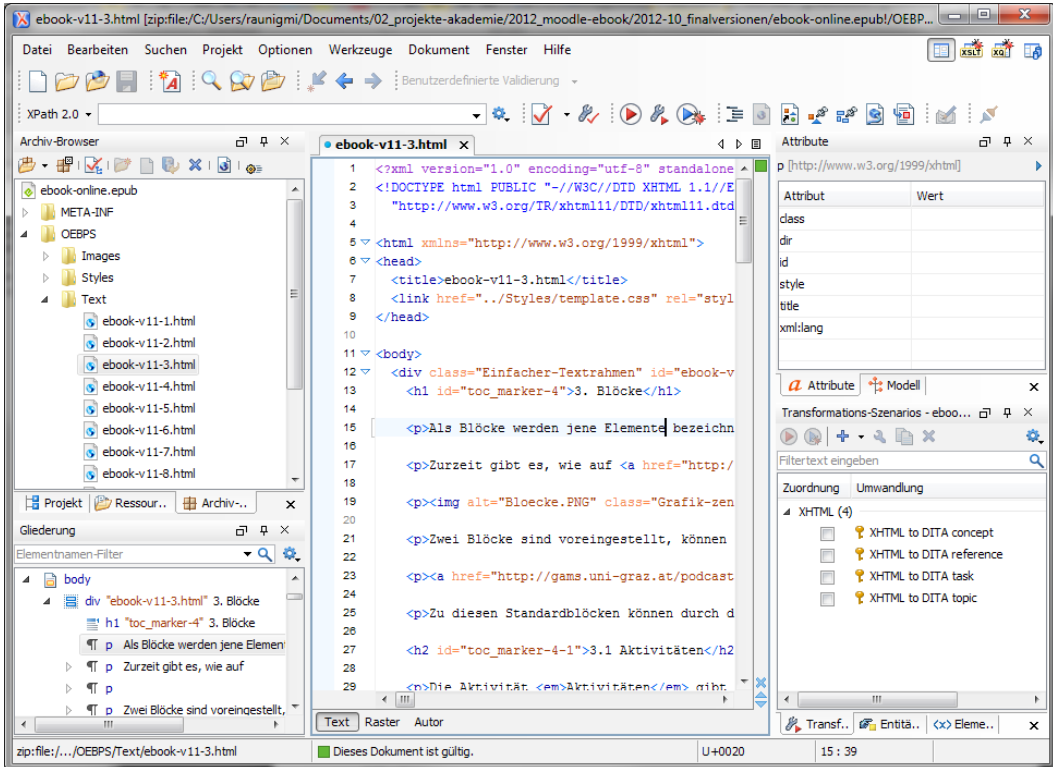 ebook-v11-3.html [zip:file:/C:/Users/raunigmi/Documents/02_projekte-akademie/2012_moodle-ebook/2012-10_finalversionen/ebook-online.epub!/OEBP...
Datei Bearbeiten Suchen Projekt Optionen Werkzeuge Dokument Fenster Hilfe
XSLT XQ
Benutzerdefinierte Validierung
XPath 2.0
Archiv-Browser
ebook-online.epub
META-INF
OEBPS
Images
Styles
Text
ebook-v11-1.html
ebook-v11-2.html
ebook-v11-3.html
ebook-v11-4.html
ebook-v11-5.html
ebook-v11-6.html
ebook-v11-7.html
ebook-v11-8.html
Projekt Ressour.. Archiv-..
Gliederung
Elementnamen-Filter
body
div "ebook-v11-3.html" 3. Blöcke
h1 "toc_marker-4" 3. Blöcke
¶ p Als Blöcke werden jene Elemen
¶ p Zurzeit gibt es, wie auf
¶ p
¶ p Zwei Blöcke sind voreingestellt,
ebook-v11-3.html x
1 <?xml version="1.0" encoding="utf-8" standalone
2 <!DOCTYPE html PUBLIC "-//W3C//DTD XHTML 1.1//E
3 "http://www.w3.org/TR/xhtml11/DTD/xhtml11.dtd
4
5 <html xmlns="http://www.w3.org/1999/xhtml">
6 <head>
7 <title>ebook-v11-3.html</title>
8 <link href="../Styles/template.css" rel="styl
9 </head>
10
11 <body>
12 <div class="Einfacher-Textrahmen" id="ebook-v
13 <h1 id="toc_marker-4">3. Blöcke</h1>
14
15 <p>Als Blöcke werden jene Elemente bezeichn
16
17 <p>Zurzeit gibt es, wie auf <a href="http:/
18
19 <p><img alt="Bloecke.PNG" class="Grafik-zen
20
21 <p>Zwei Blöcke sind voreingestellt, können
22
23 <p><a href="http://gams.uni-graz.at/podcast
24
25 <p>Zu diesen Standardblöcken können durch d
26
27 <h2 id="toc_marker-4-1">3.1 Aktivitäten</h2
28
29 <p>Die Aktivität <em>Aktivitäten</em> gibt
Text Raster Autor
Attribute
p [http://www.w3.org/1999/xhtml]
Attribut Wert
class
dir
id
style
title
xml:lang
a Attribute Modell
Transformations-Szenarios - eboo...
Filtertext eingeben
Zuordnung Umwandlung
XHTML (4)
XHTML to DITA concept
XHTML to DITA reference
XHTML to DITA task
XHTML to DITA topic
Transf.. Entitä.. <x> Eleme..
zip:file:/.../OEBPS/Text/ebook-v11-3.html Dieses Dokument ist gültig. U+0020 15 : 39